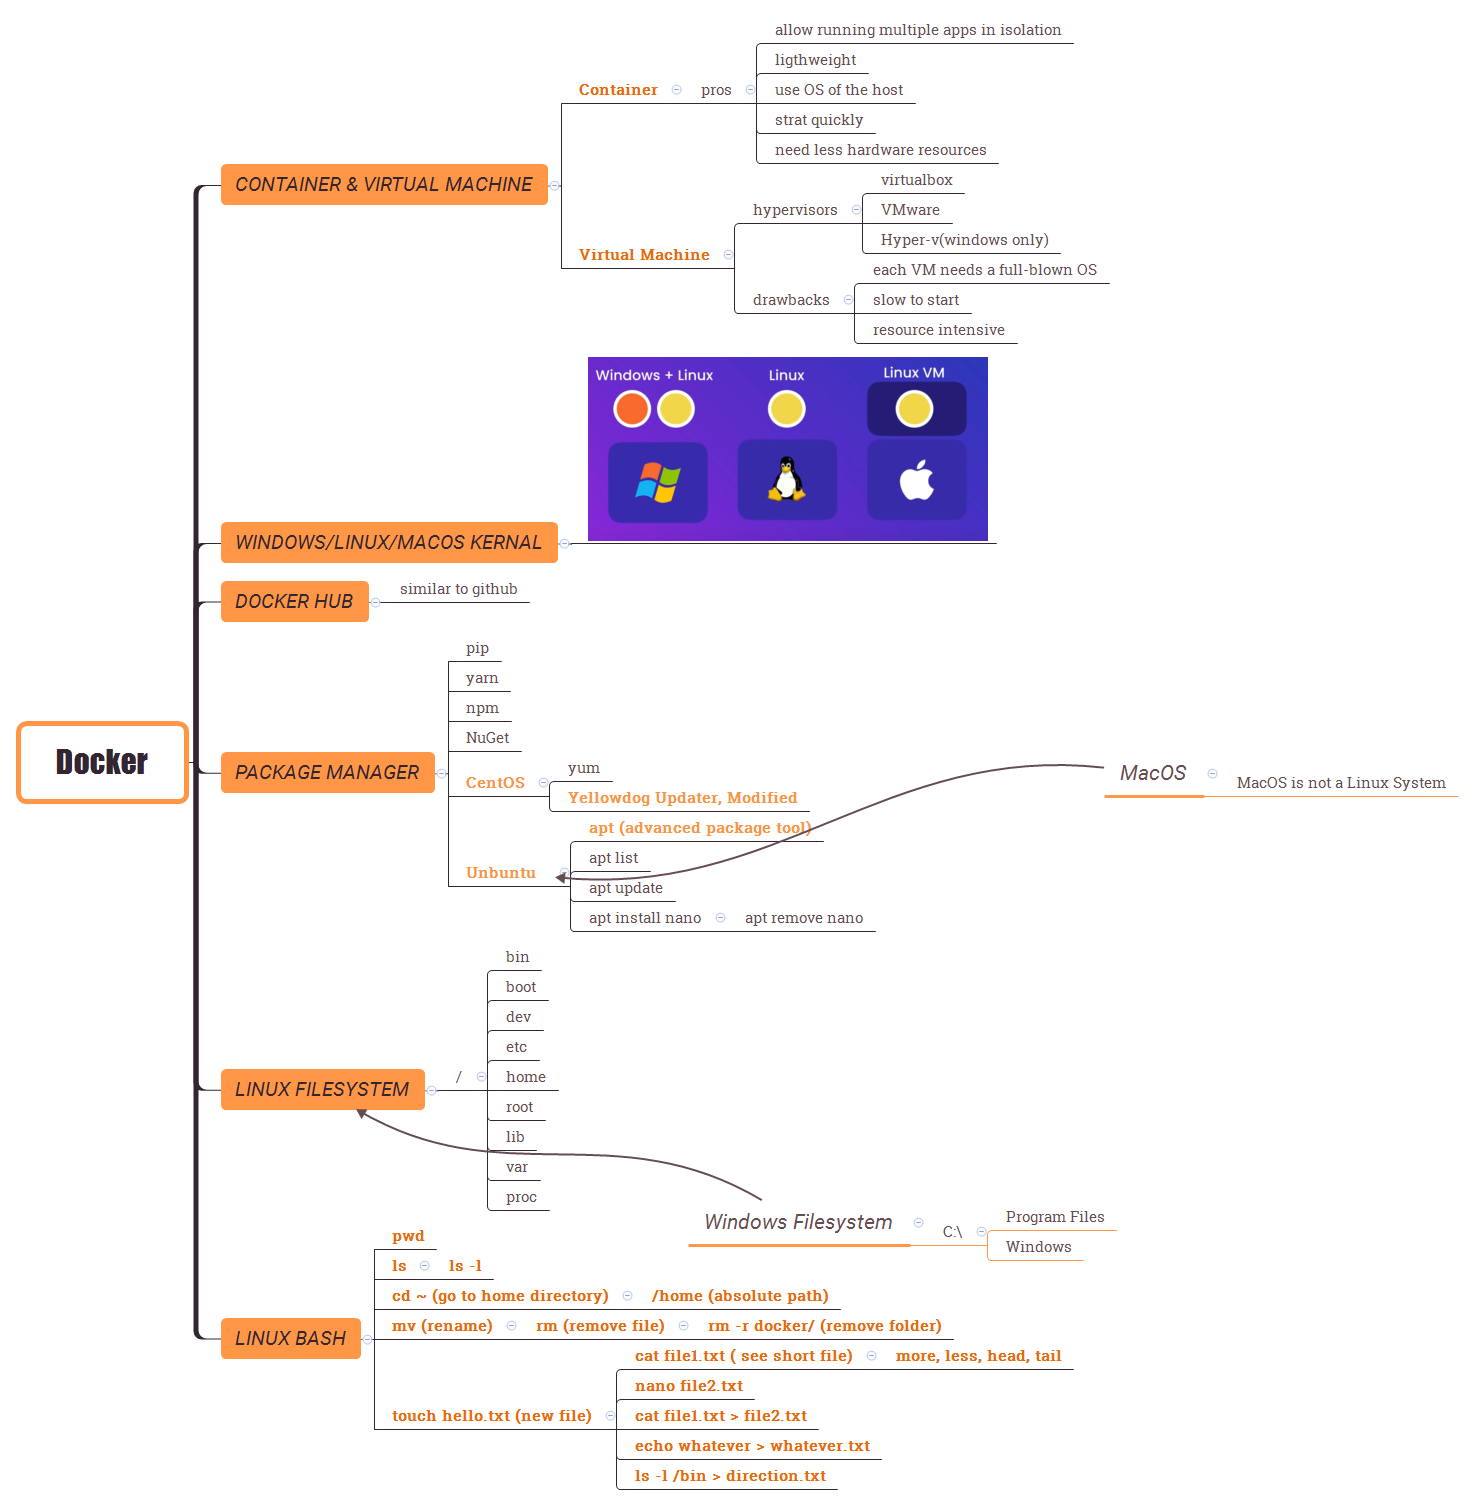 Docker
CONTAINER & VIRTUAL MACHINE
Container
pros
allow running multiple apps in isolation
ligthweight
use OS of the host
strat quickly
need less hardware resources
Virtual Machine
hypervisors
virtualbox
VMware
Hyper-v(windows only)
drawbacks
each VM needs a full-blown OS
slow to start
resource intensive
WINDOWS/LINUX/MACOS KERNAL
Windows + Linux
Linux
Linux VM
DOCKER HUB
similar to github
PACKAGE MANAGER
pip
yarn
npm
NuGet
CentOS
yum
Yellowdog Updater, Modified
Unbuntu
apt (advanced package tool)
apt list
apt update
apt install nano
apt remove nano
MacOS
MacOS is not a Linux System
LINUX FILESYSTEM
/
bin
boot
dev
etc
home
root
lib
var
proc
Windows Filesystem
C:\
Program Files
Windows
LINUX BASH
pwd
ls
ls -l
cd ~ (go to home directory)
/home (absolute path)
mv (rename)
rm (remove file)
rm -r docker/ (remove folder)
touch hello.txt (new file)
cat file1.txt ( see short file)
more, less, head, tail
nano file2.txt
cat file1.txt > file2.txt
echo whatever > whatever.txt
ls -l /bin > direction.txt